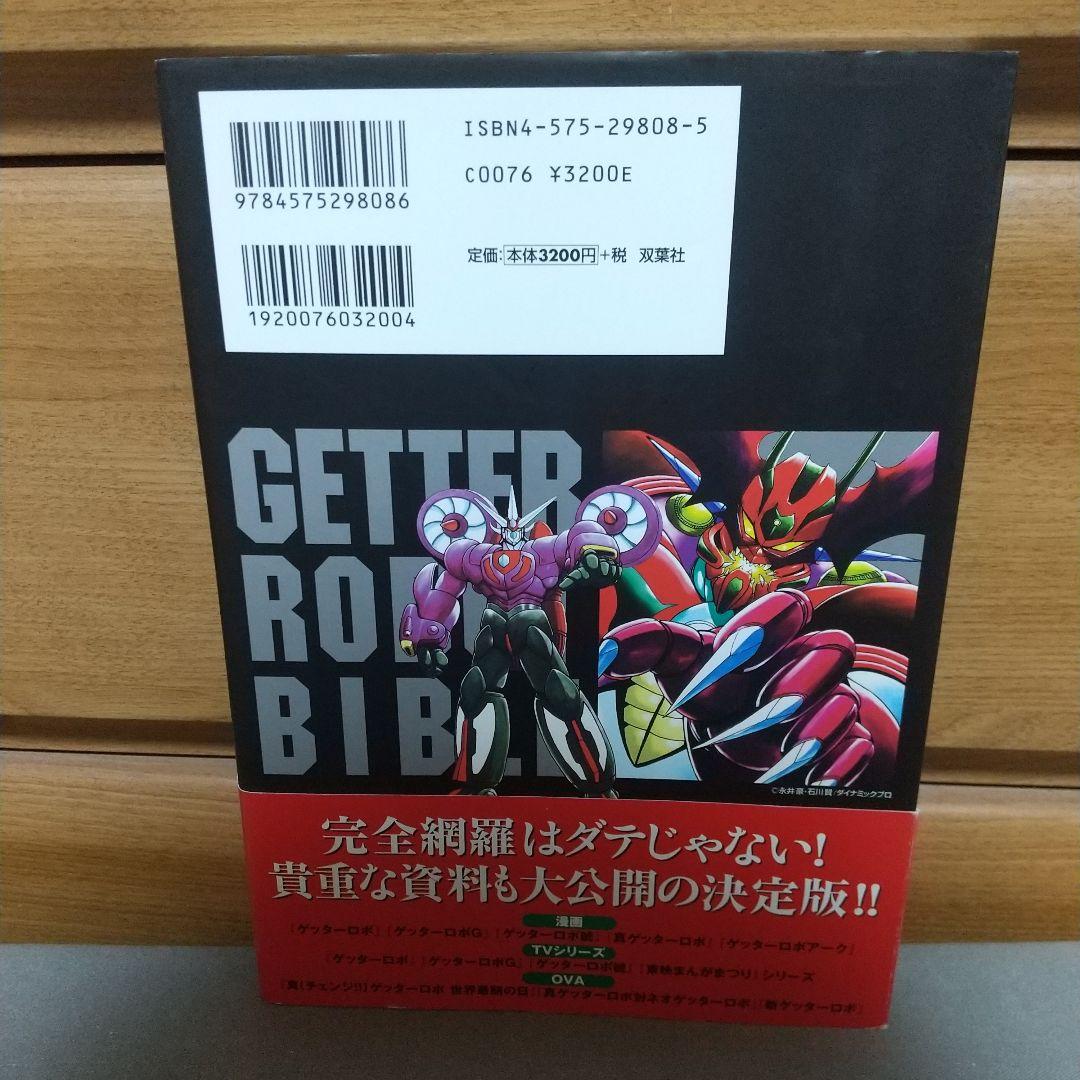 ISBN4-575-29808-5
C0076 ¥3200E
9784575298086
定価:本体3200円+税 双葉社
1920076032004
GETTER
ROB
BIBL
©永井豪・石川賢/ダイナミックプロ
完全網羅はダテじゃない!
貴重な資料も大公開の決定版!!
漫画
『ゲッターロボ』『ゲッターロボG』『ゲッターロボ號』『真ゲッターロボ』『ゲッターロボアーク』
TVシリーズ
『ゲッターロボ』『ゲッターロボG』『ゲッターロボ號』『東映まんがまつり』シリーズ
OVA
『真(チェンジ!!)ゲッターロボ 世界最期の日』『真ゲッターロボ対ネオゲッターロボ』『新ゲッターロボ』